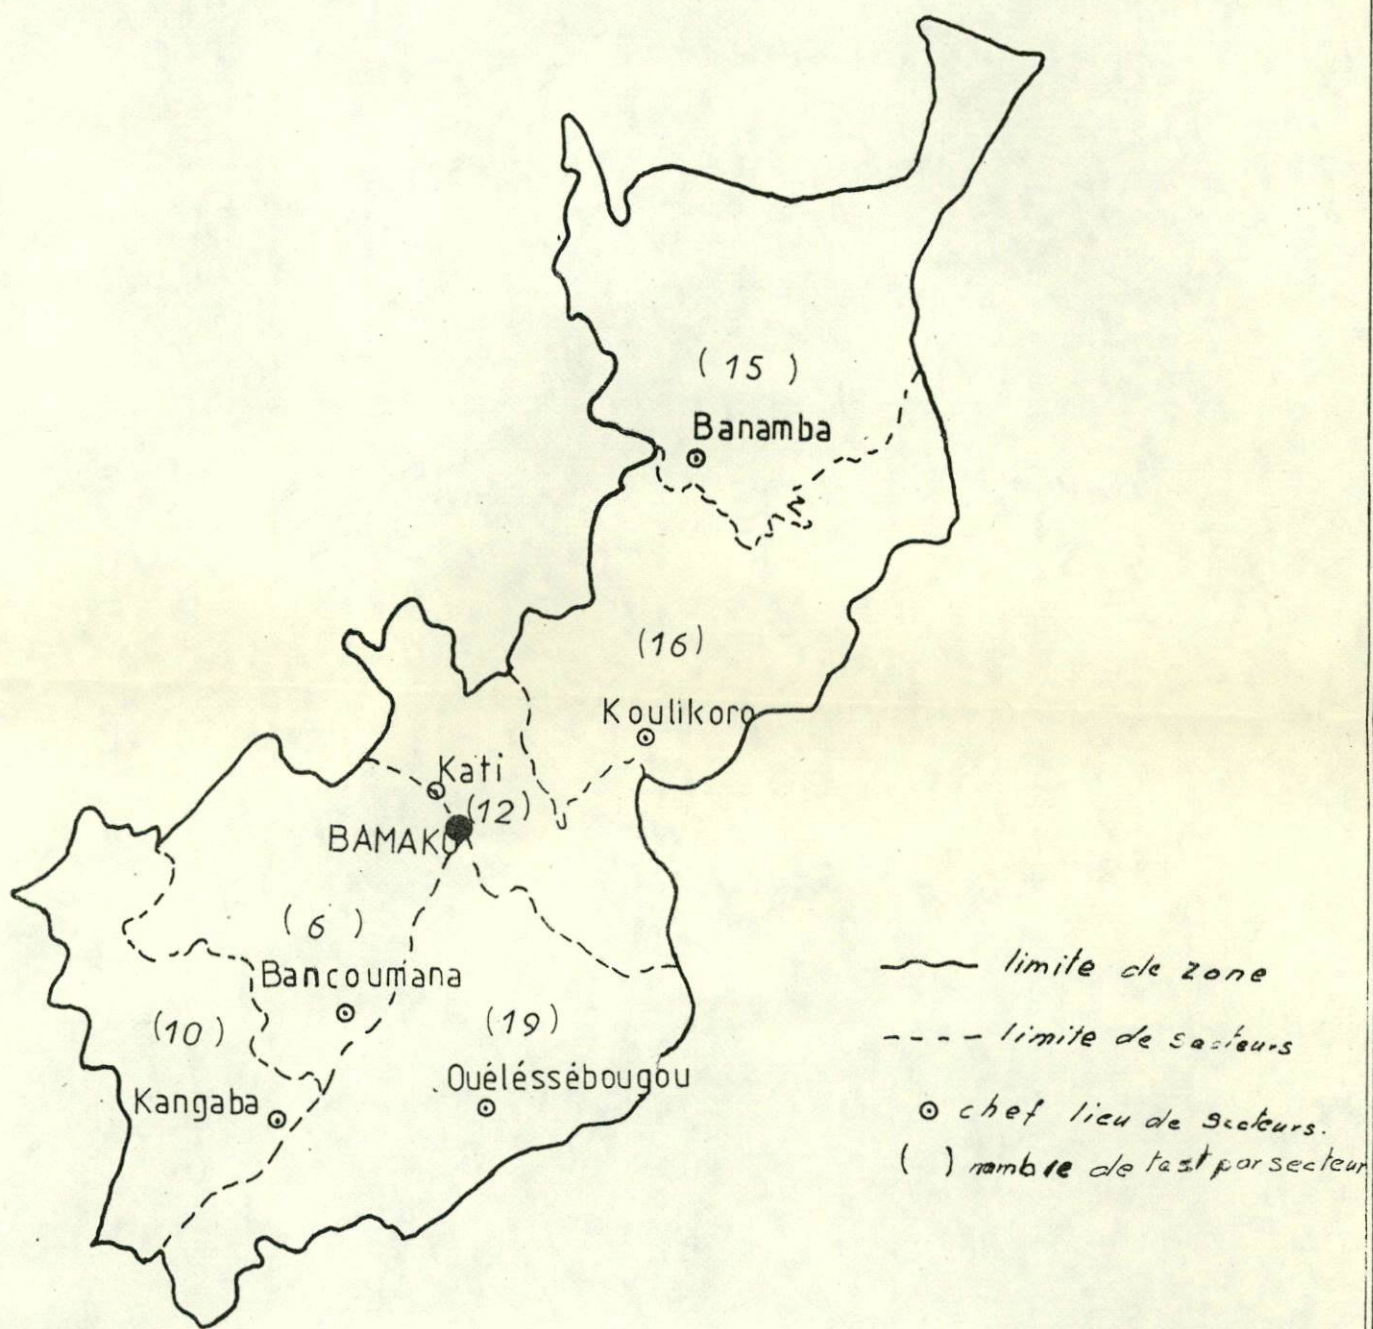 ( 15 )
Banamba
(16)
Koulikoro
Kati
(12)
BAMAKO
( 6 )
Bancoumana
(10)
(19)
Ouéléssébougou
Kangaba
limite de zone
limite de secteurs
chef lieu de secteurs.
( ) nombre de test par secteur